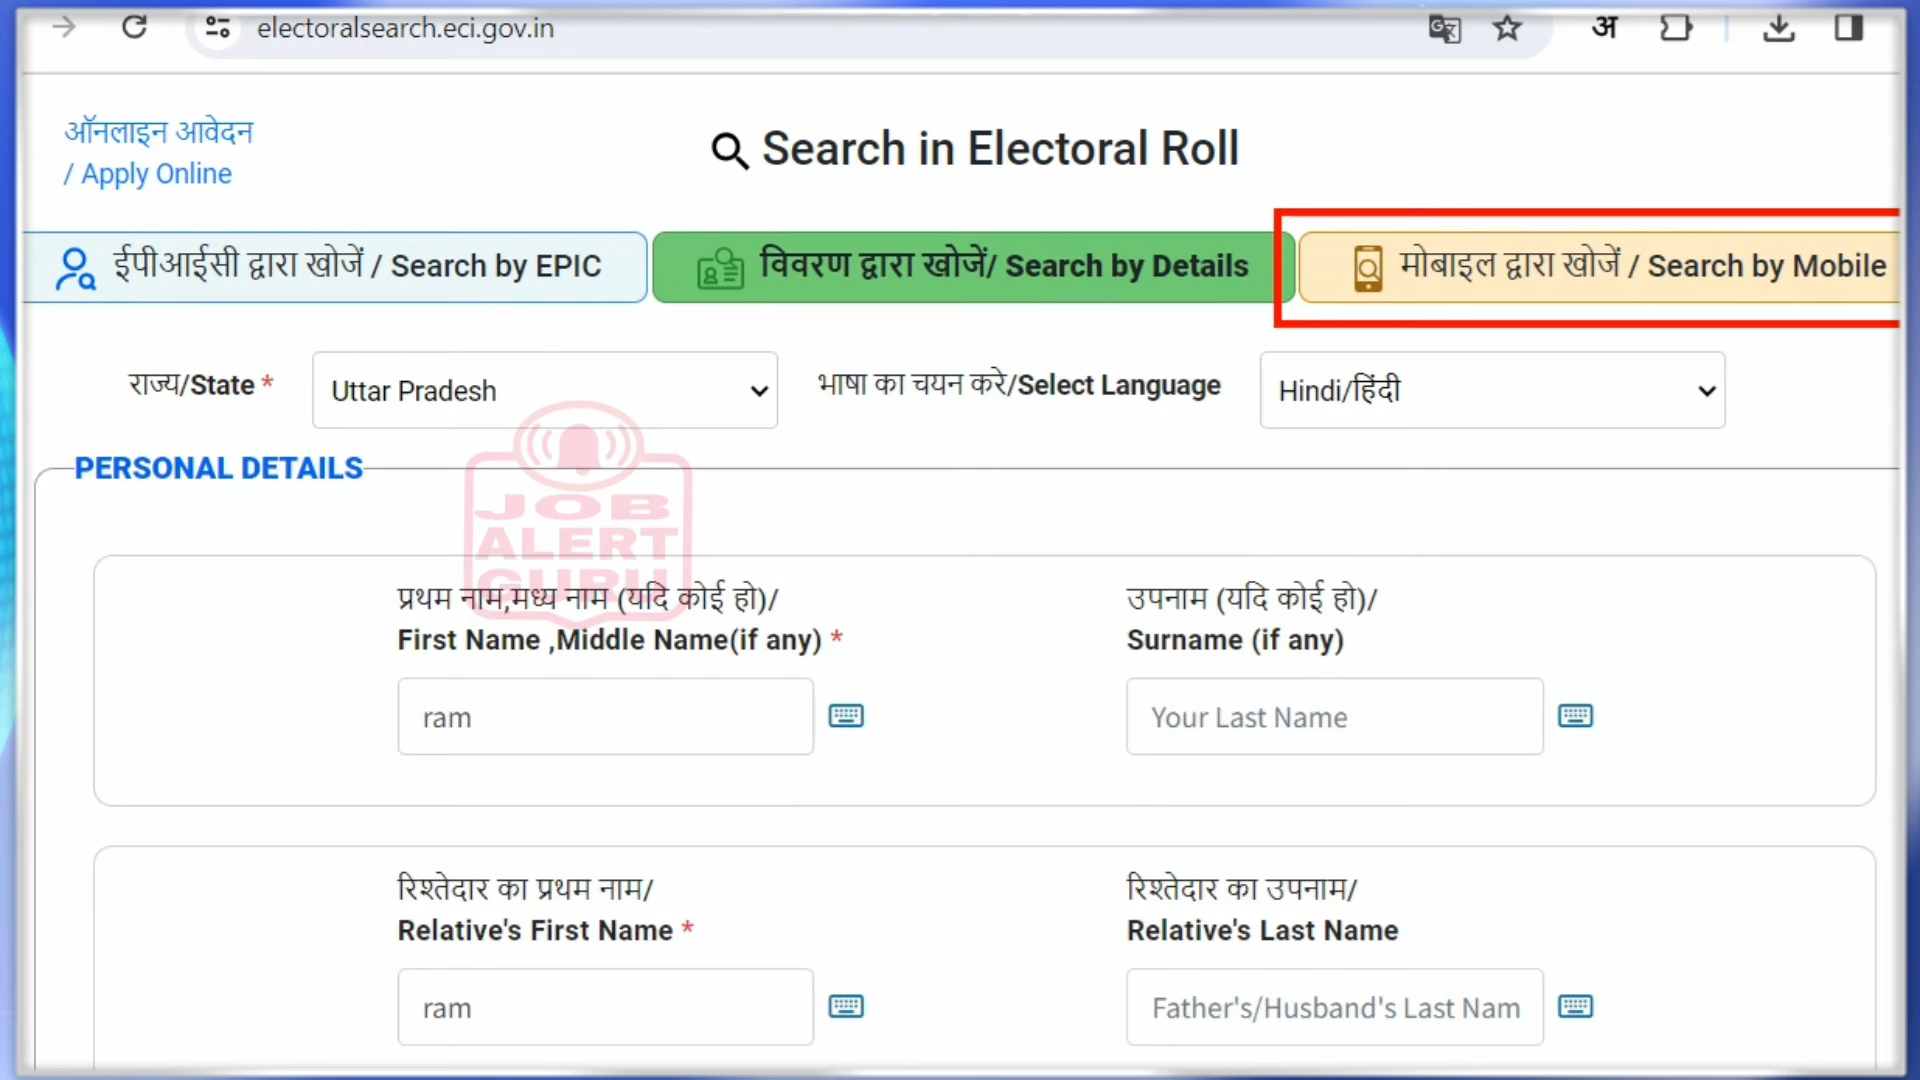 electoralsearch.eci.gov.in
अ
ऑनलाइन आवेदन
/ Apply Online
Search in Electoral Roll
ईपीआईसी द्वारा खोजें / Search by EPIC
विवरण द्वारा खोजें/ Search by Details
मोबाइल द्वारा खोजें / Search by Mobile
राज्य/State *
Uttar Pradesh
भाषा का चयन करे/Select Language
Hindi/हिंदी
PERSONAL DETAILS
JOB
ALERT
GURU
प्रथम नाम,मध्य नाम (यदि कोई हो)/
First Name ,Middle Name(if any) *
उपनाम (यदि कोई हो)/
Surname (if any)
ram
Your Last Name
रिश्तेदार का प्रथम नाम/
Relative's First Name *
रिश्तेदार का उपनाम/
Relative's Last Name
ram
Father's/Husband's Last Nam